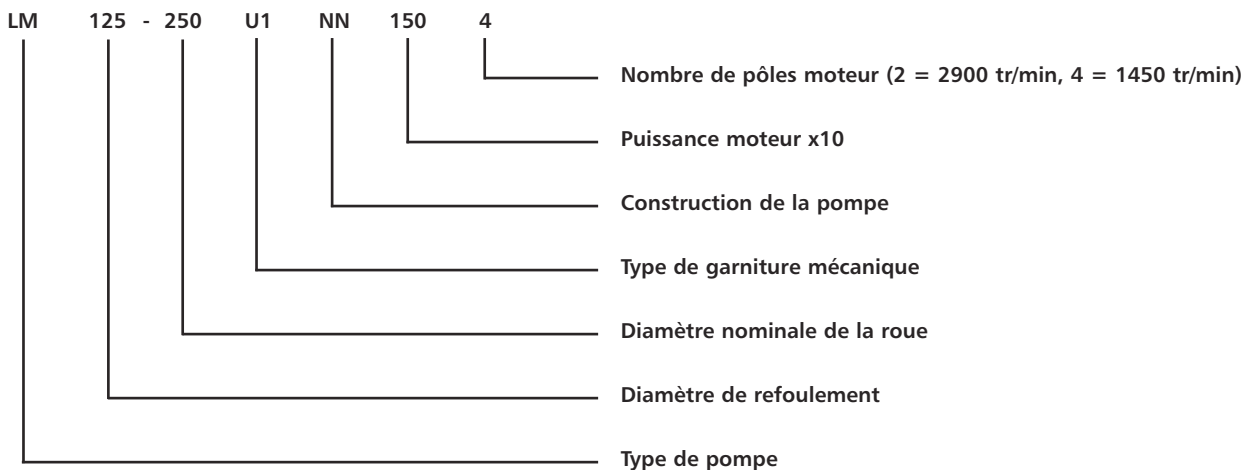 LM 125 - 250 U1 NN 150 4
Nombre de pôles moteur (2 = 2900 tr/min, 4 = 1450 tr/min)
Puissance moteur x10
Construction de la pompe
Type de garniture mécanique
Diamètre nominale de la roue
Diamètre de refoulement
Type de pompe